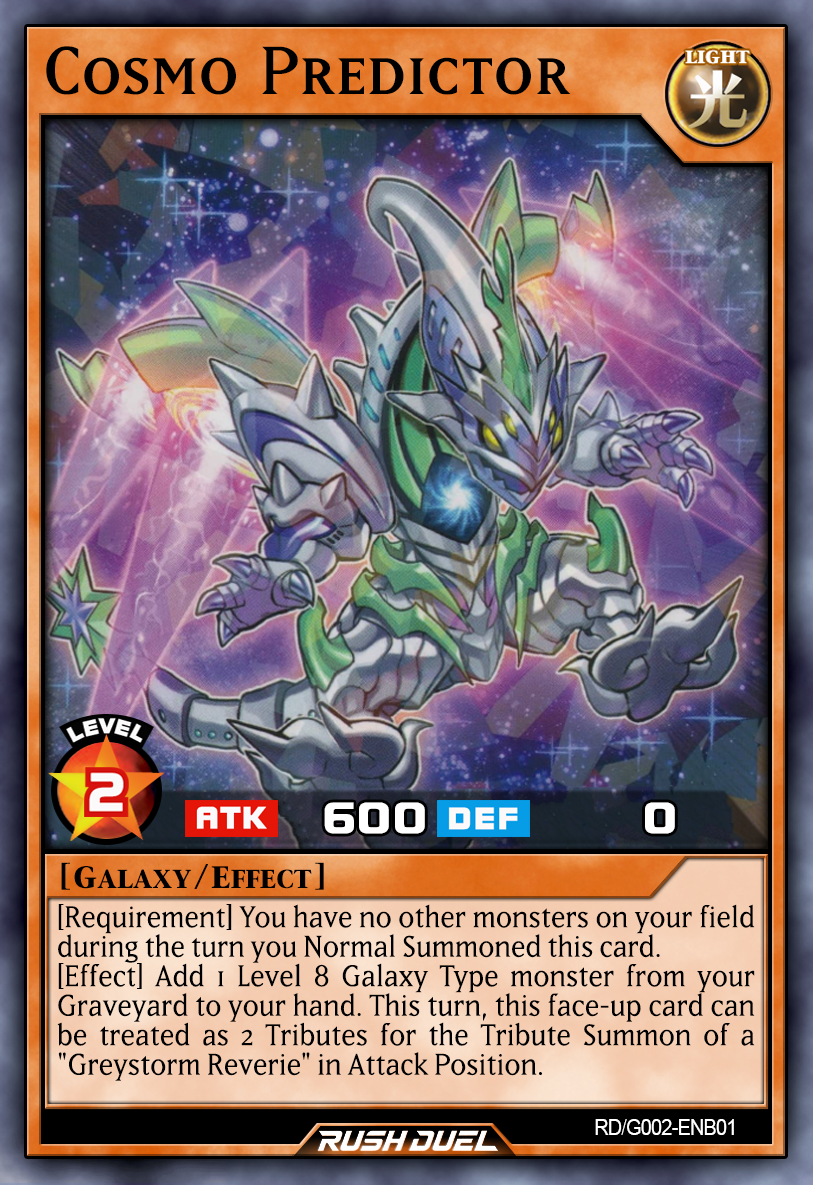 Cosmo Predictor
LIGHT
光
LEVEL
2
ATK 600 DEF 0
[Galaxy/Effect]
[Requirement] You have no other monsters on your field
during the turn you Normal Summoned this card.
[Effect] Add 1 Level 8 Galaxy Type monster from your
Graveyard to your hand. This turn, this face-up card can
be treated as 2 Tributes for the Tribute Summon of a
"Greystorm Reverie" in Attack Position.
RD/G002-ENB01
RUSH DUEL